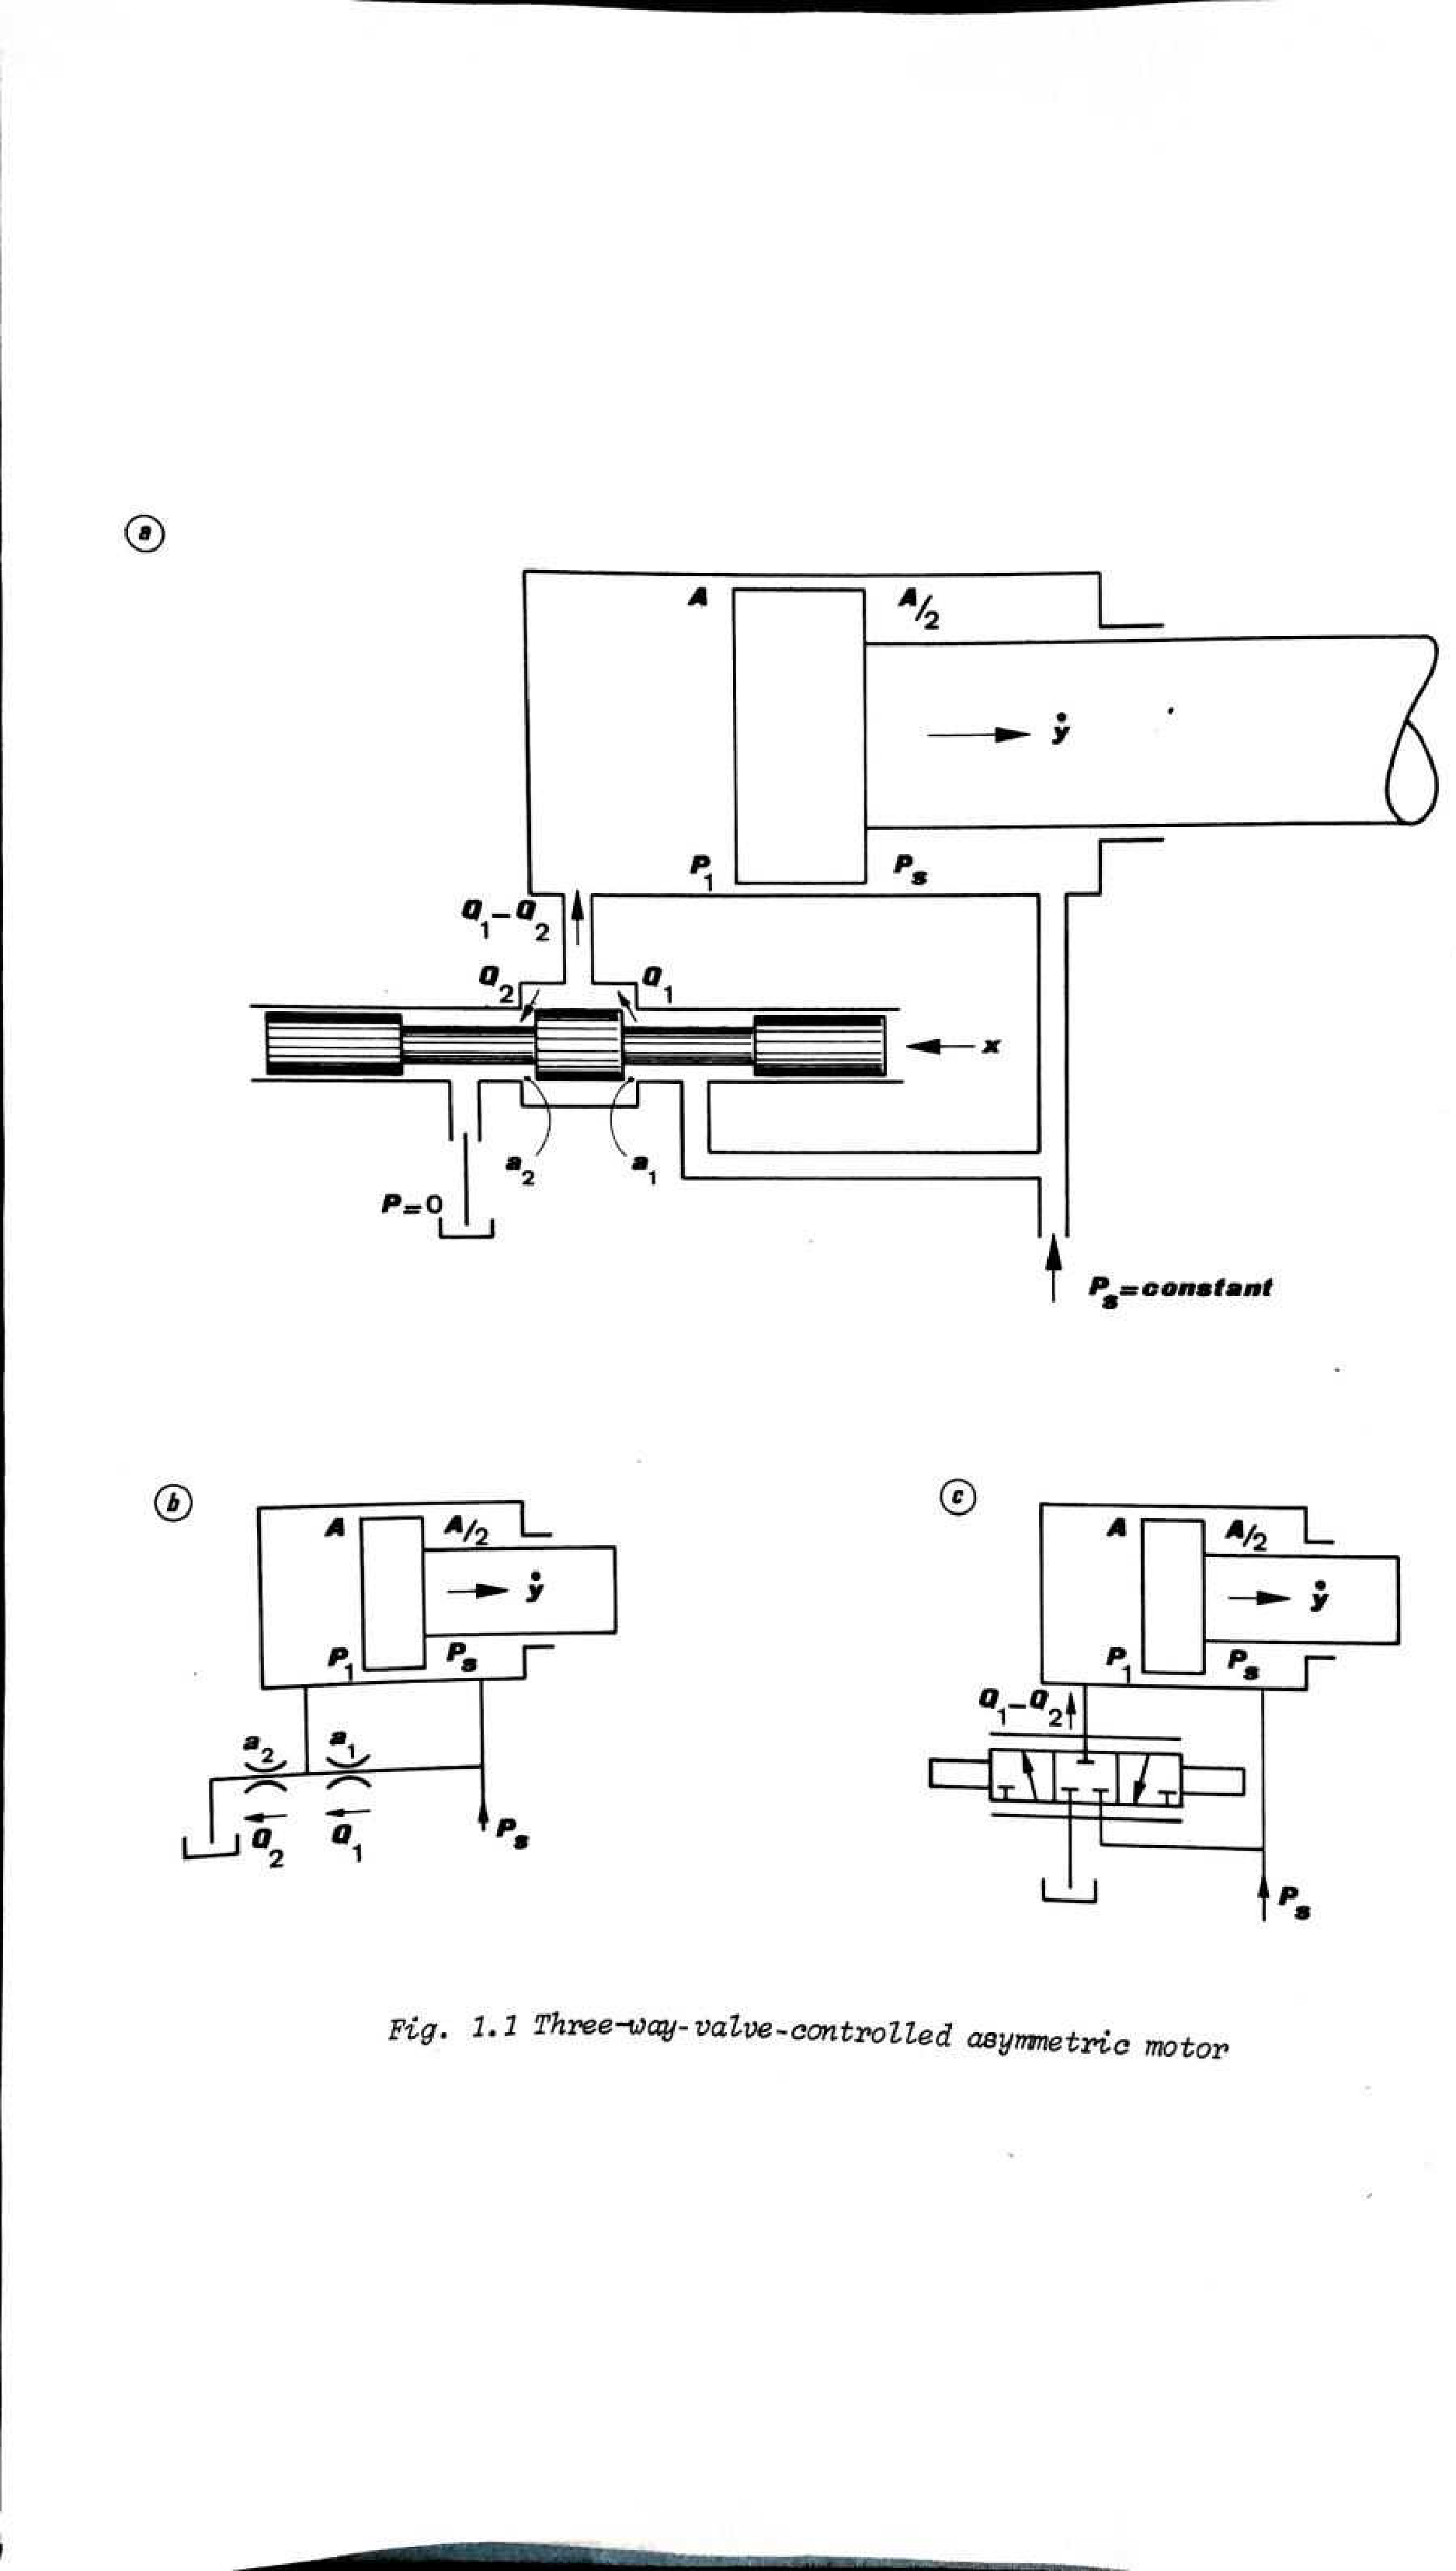 a
A A/2
ẏ
P1 Ps
Q1-Q2
Q2 Q1
x
a2 a1
P=0
Ps=constant
b
A A/2
ẏ
P1 Ps
a2 a1
Q2 Q1
Ps
c
A A/2
ẏ
P1 Ps
Q1-Q2
Ps
Fig. 1.1 Three-way-valve-controlled asymmetric motor